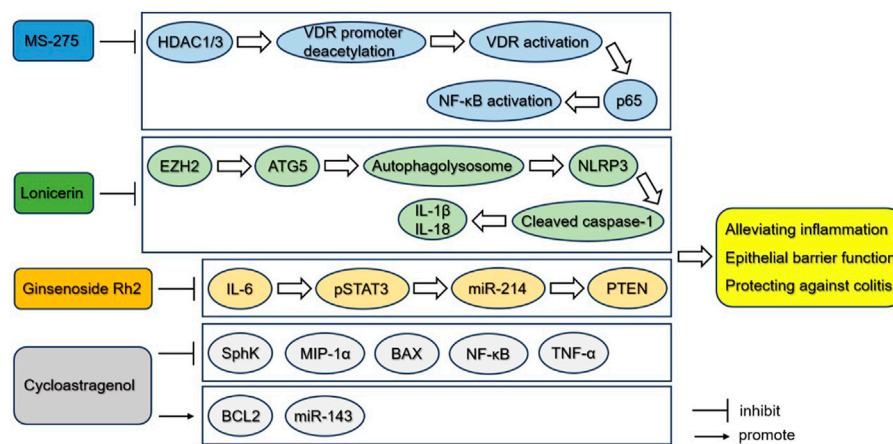 MS-275
HDAC1/3
VDR promoter
deacetylation
VDR activation
NF-κB activation
p65
Lonicerin
EZH2
ATG5
Autophagolysosome
NLRP3
IL-1β
IL-18
Cleaved caspase-1
Alleviating inflammation
Epithelial barrier function
Protecting against colitis
Ginsenoside Rh2
IL-6
pSTAT3
miR-214
PTEN
Cycloastragenol
SphK
MIP-1α
BAX
NF-κB
TNF-α
BCL2
miR-143
inhibit
promote